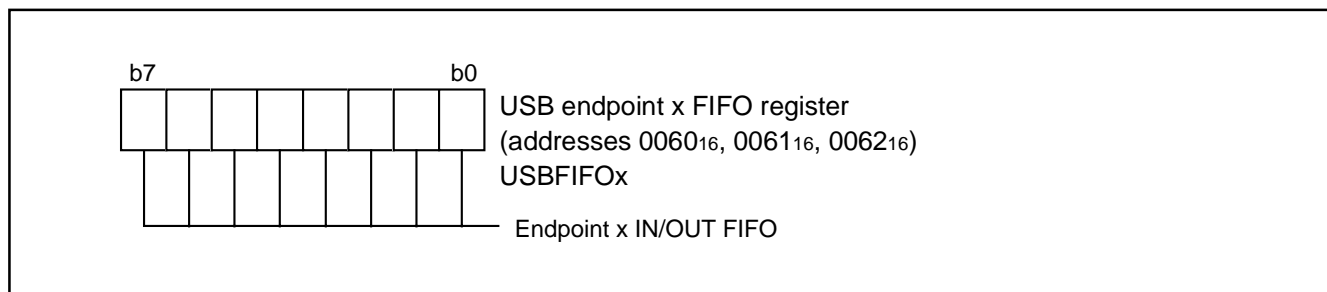 b7 b0
USB endpoint x FIFO register
(addresses 0060₁₆, 0061₁₆, 0062₁₆)
USBFIFOx
Endpoint x IN/OUT FIFO